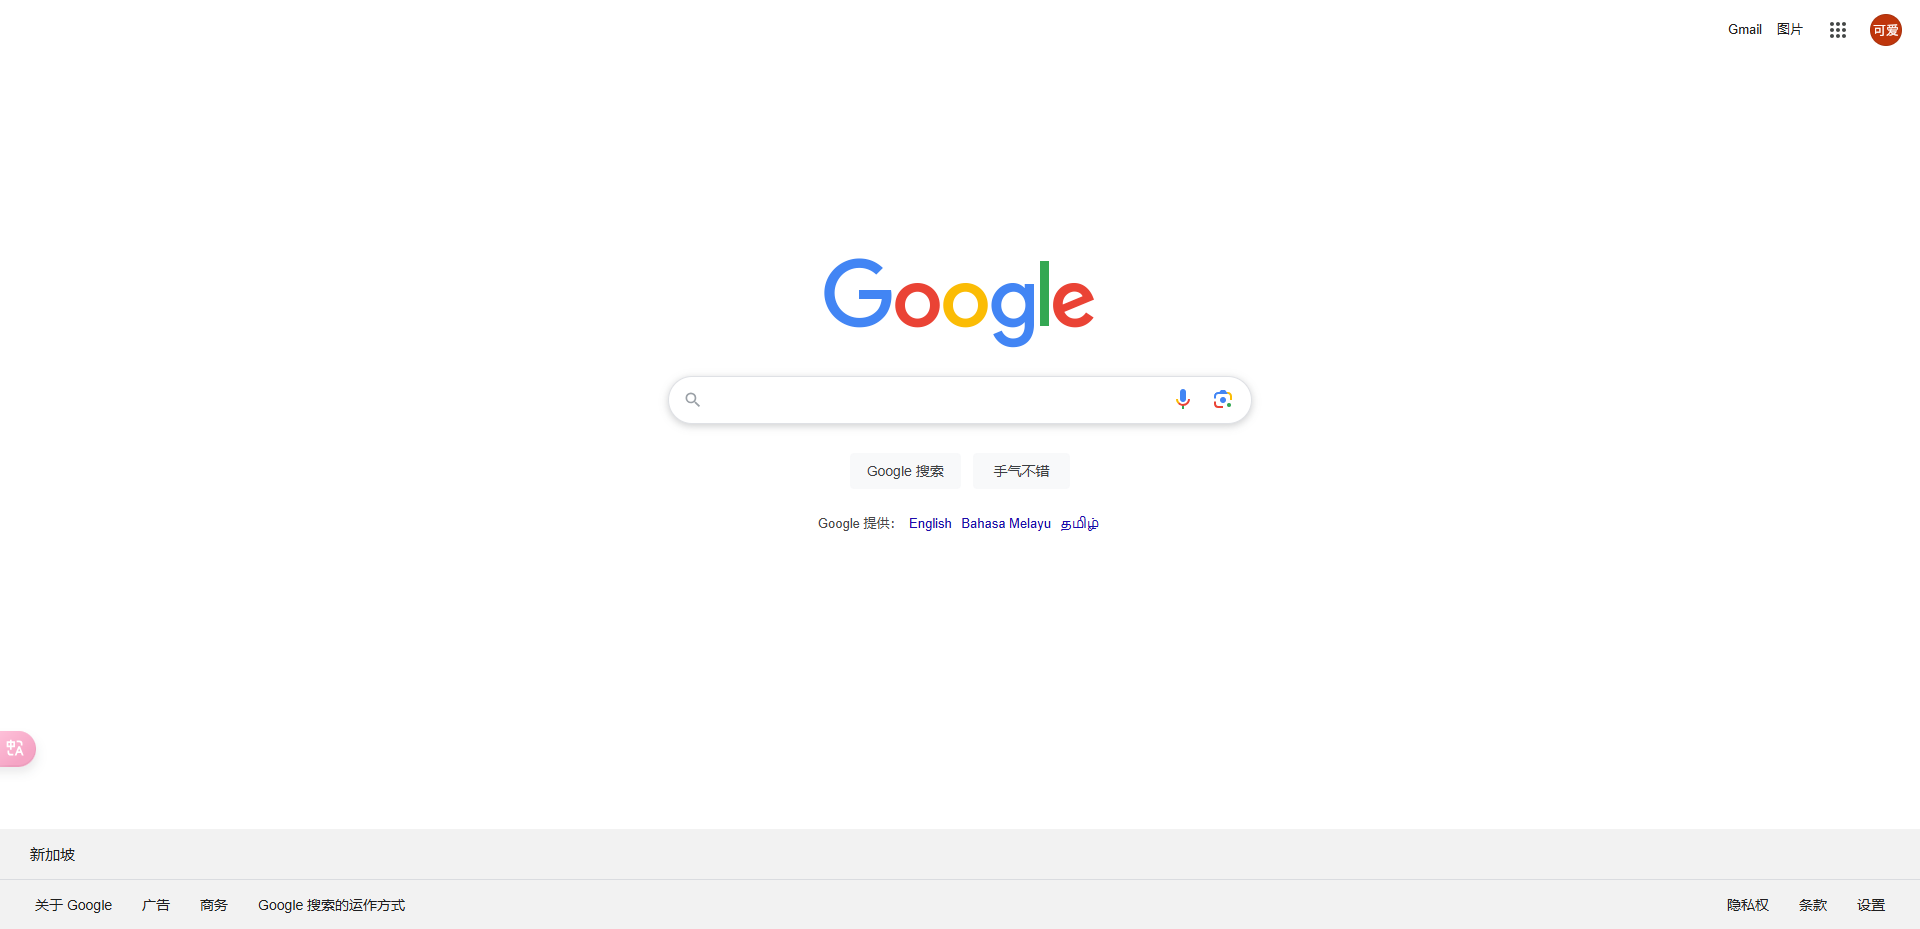 Gmail 图片 可爱
Google
Google 搜索 手气不错
Google 提供： English Bahasa Melayu தமிழ்
中 A
新加坡
关于 Google 广告 商务 Google 搜索的运作方式 隐私权 条款 设置